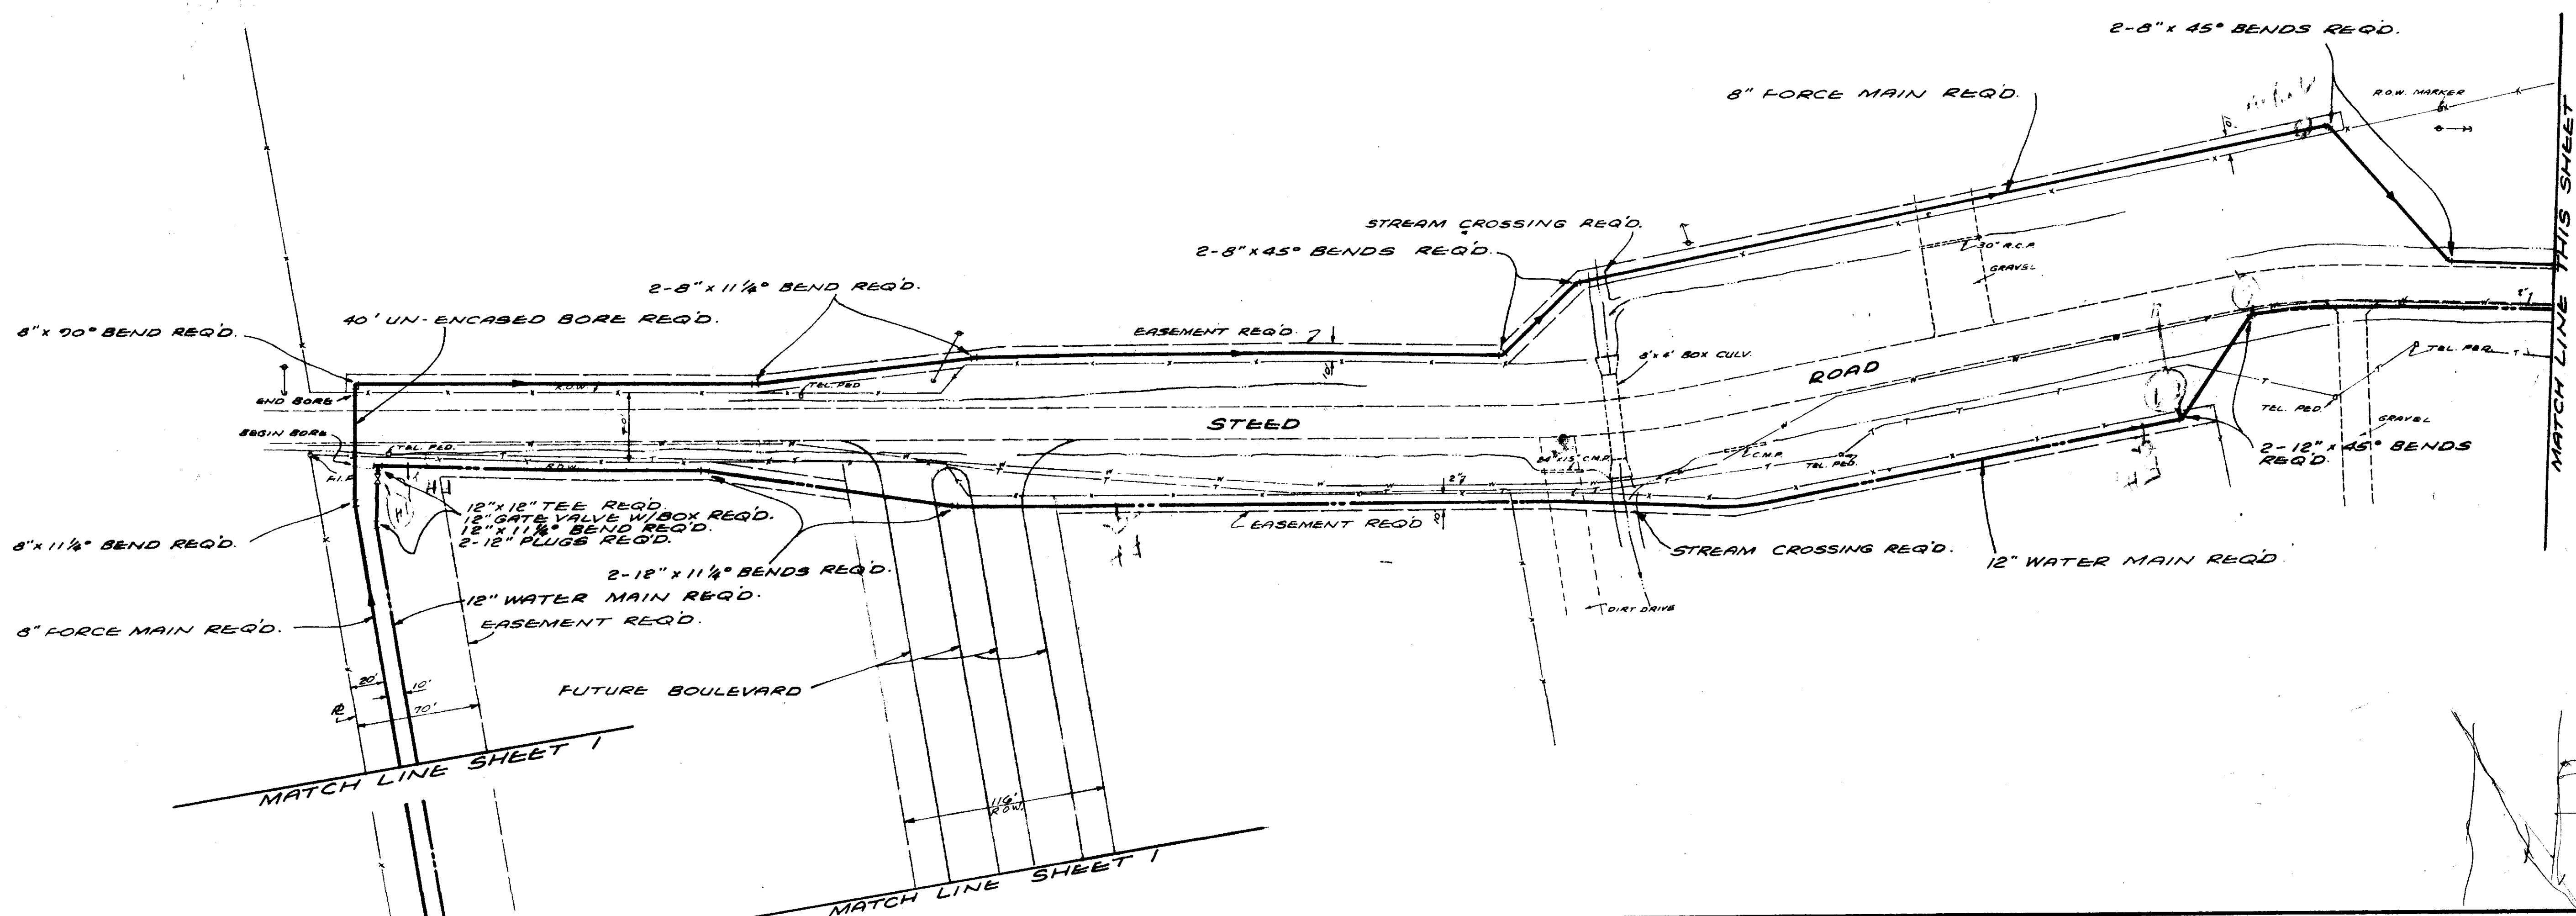 2-8" x 45° BENDS REQ'D.
8" FORCE MAIN REQ'D.
R.O.W. MARKER
MATCH LINE THIS SHEET
STREAM CROSSING REQ'D.
2-8" x 45° BENDS REQ'D.
30" R.C.P.
GRAVEL
2-8" x 11 1/4° BEND REQ'D.
40' UN-ENCASED BORE REQ'D.
8" x 90° BEND REQ'D.
EASEMENT REQ'D.
8' x 4' BOX CULV.
TEL. PED.
R.O.W.
TEL. PED
ROAD
END BORE
70'
STEED
TEL. PED.
BEGIN BORE
TEL. PED.
GRAVEL
R.O.W.
24" x 15' C.M.P.
C.M.P.
TEL. PED.
2-12" x 45° BENDS
REQ'D.
F.I.P.
H
H
12" x 12" TEE REQ'D.
12" GATE VALVE W/BOX REQ'D.
12" x 11 1/4° BEND REQ'D.
2-12" PLUGS REQ'D.
EASEMENT REQ'D
8" x 11 1/4° BEND REQ'D.
STREAM CROSSING REQ'D.
12" WATER MAIN REQ'D.
2-12" x 11 1/4° BENDS REQ'D.
12" WATER MAIN REQ'D.
DIRT DRIVE
EASEMENT REQ'D.
8" FORCE MAIN REQ'D.
20'
10'
FUTURE BOULEVARD
70'
MATCH LINE SHEET 1
116'
R.O.W.
MATCH LINE SHEET 1